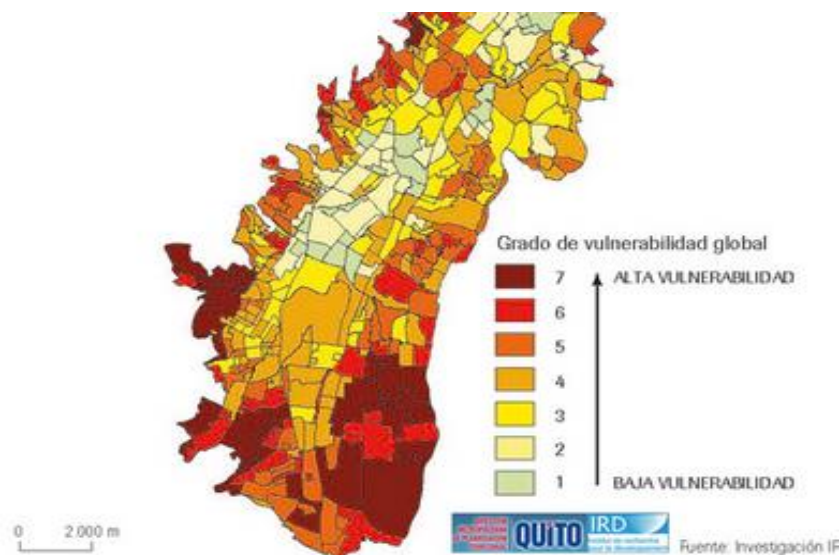 Grado de vulnerabilidad global
7 ALTA VULNERABILIDAD
6
5
4
3
2
1 BAJA VULNERABILIDAD
0 2.000 m
QUITO IRD
Fuente: Investigación IR